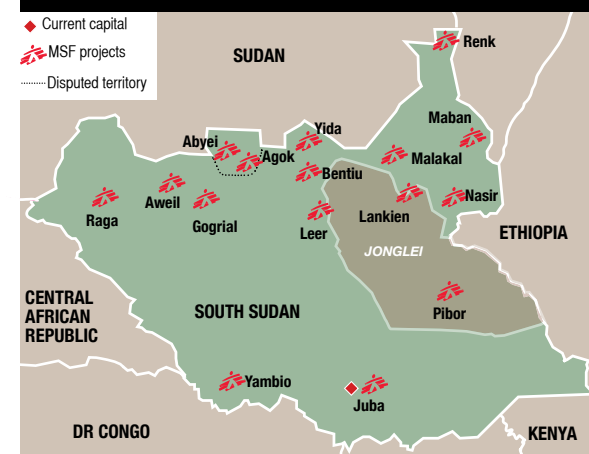 Current capital
MSF projects
Disputed territory
SUDAN
Renk
Maban
Yida
Abyei
Agok
Malakal
Bentiu
Aweil
Nasir
Raga
Gogrial
Leer
Lankien
ETHIOPIA
JONGLEI
CENTRAL
AFRICAN
REPUBLIC
SOUTH SUDAN
Pibor
Yambio
Juba
DR CONGO
KENYA